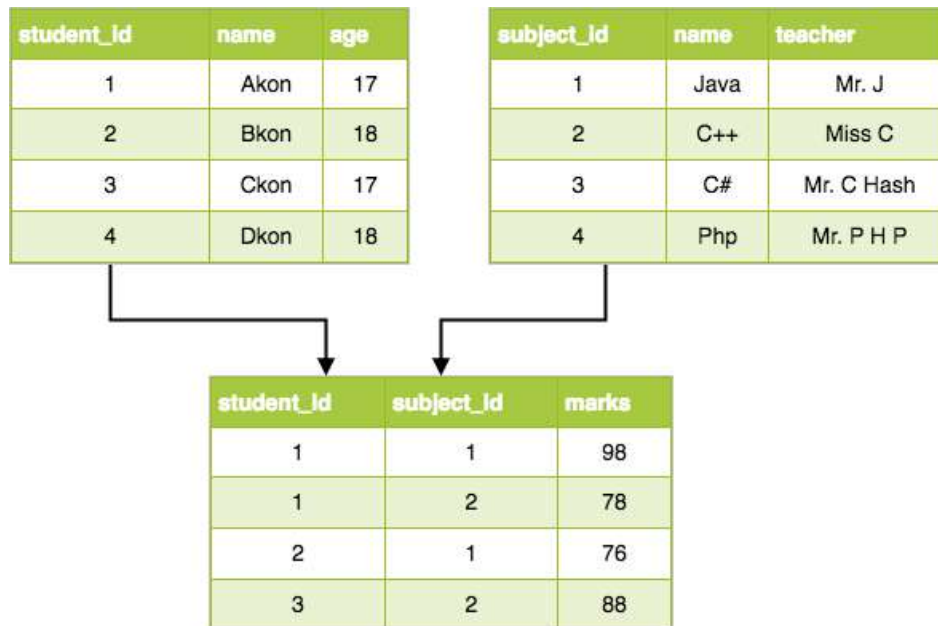 student_id name age
1 Akon 17
2 Bkon 18
3 Ckon 17
4 Dkon 18
subject_id name teacher
1 Java Mr. J
2 C++ Miss C
3 C# Mr. C Hash
4 Php Mr. P H P
student_id subject_id marks
1 1 98
1 2 78
2 1 76
3 2 88